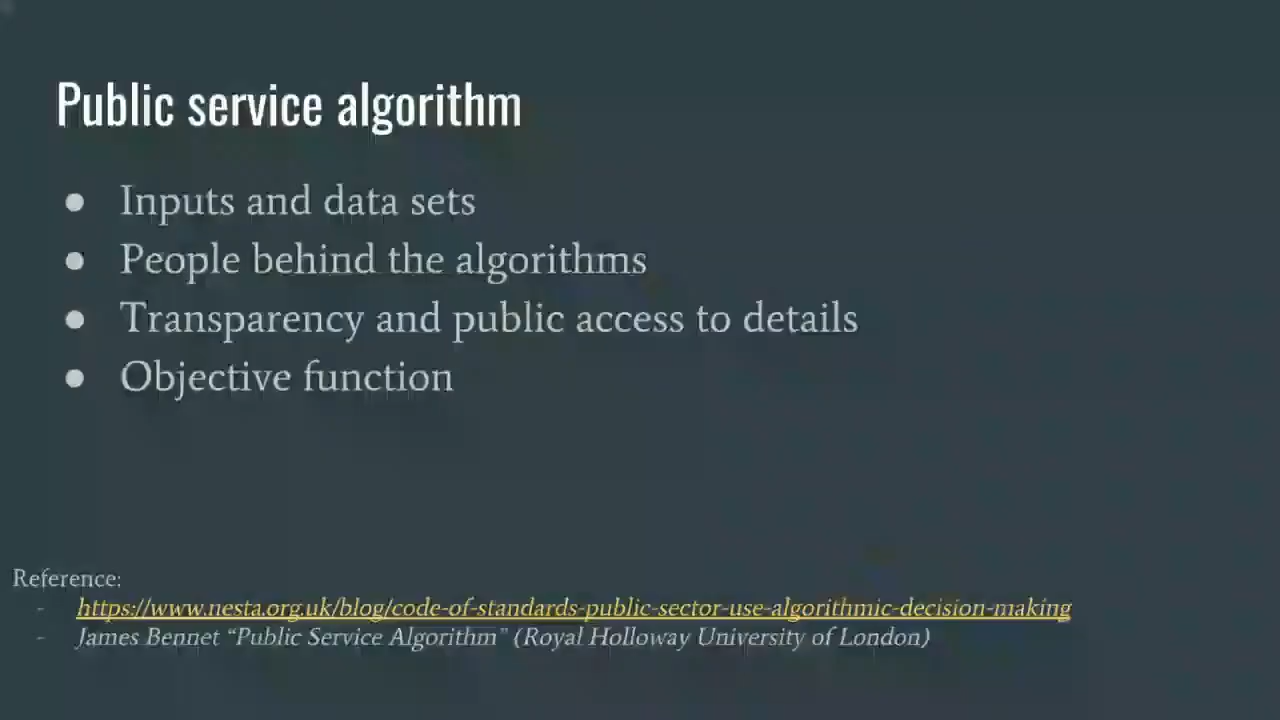 Public service algorithm
● Inputs and data sets
● People behind the algorithms
● Transparency and public access to details
● Objective function
Reference:
- https://www.nesta.org.uk/blog/code-of-standards-public-sector-use-algorithmic-decision-making
- James Bennet “Public Service Algorithm” (Royal Holloway University of London)